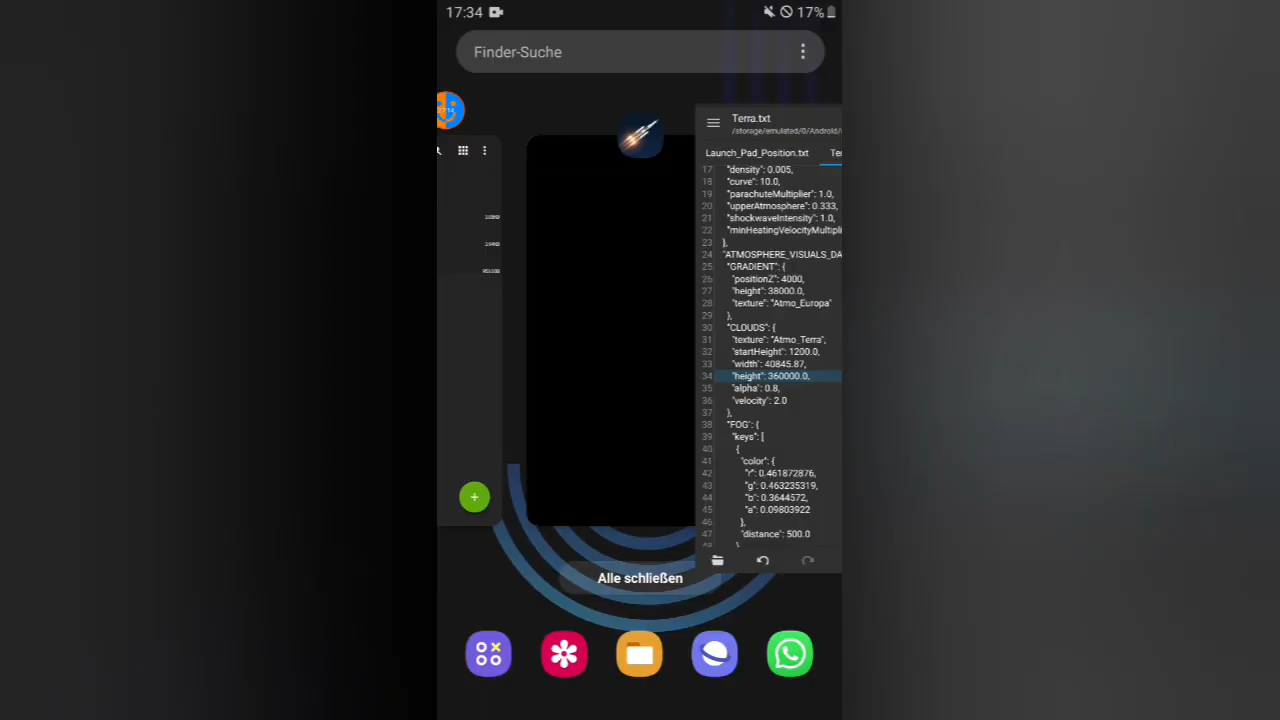 17:34
17%
Finder-Suche
Terra.txt
/storage/emulated/0/Android/
Launch_Pad_Position.txt
17 "density": 0.005,
18 "curve": 10.0,
19 "parachuteMultiplier": 1.0,
20 "upperAtmosphere": 0.333,
21 "shockwaveIntensity": 1.0,
22 "minHeatingVelocityMultipli
23 },
24 "ATMOSPHERE_VISUALS_DA
25 "GRADIENT": {
26 "positionZ": 4000,
27 "height": 38000.0,
28 "texture": "Atmo_Europa"
29 },
30 "CLOUDS": {
31 "texture": "Atmo_Terra",
32 "startHeight": 1200.0,
33 "width": 40845.87,
34 "height": 360000.0,
35 "alpha": 0.8,
36 "velocity": 2.0
37 },
38 "FOG": {
39 "keys": [
40 {
41 "color": {
42 "r": 0.461872876,
43 "g": 0.463235319,
44 "b": 0.3644572,
45 "a": 0.09803922
46 },
47 "distance": 500.0
48 }
Alle schließen